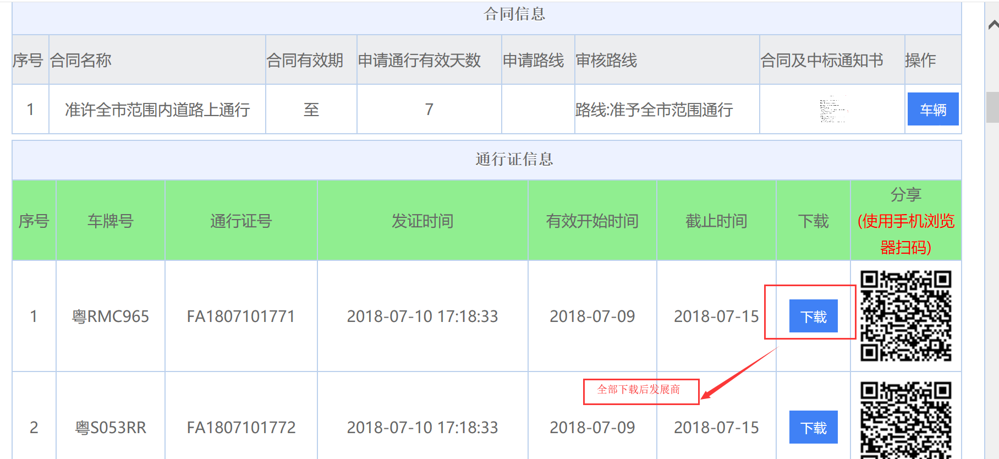 合同信息
序号 合同名称 合同有效期 申请通行有效天数 申请路线 审核路线 合同及中标通知书 操作
1 准许全市范围内道路上通行 至 7 路线:准予全市范围通行 车辆
通行证信息
序号 车牌号 通行证号 发证时间 有效开始时间 截止时间 下载 分享
(使用手机浏览
器扫码)
1 粤RMC965 FA1807101771 2018-07-10 17:18:33 2018-07-09 2018-07-15 下载
全部下载后发展商
2 粤S053RR FA1807101772 2018-07-10 17:18:33 2018-07-09 2018-07-15 下载